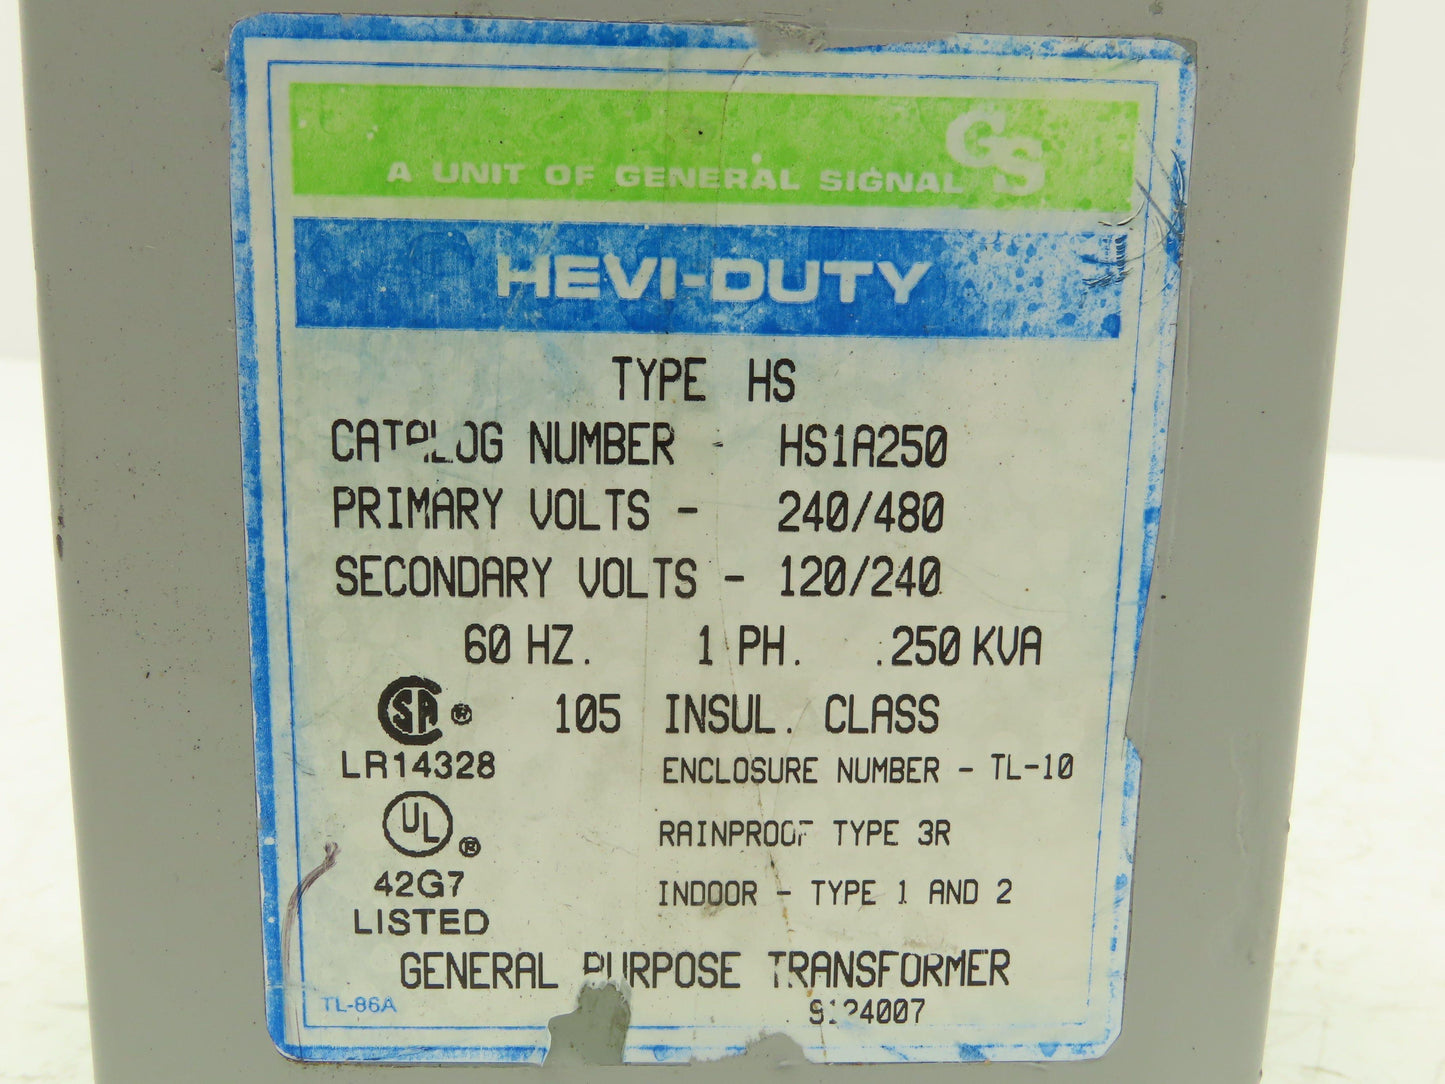 GS
A UNIT OF GENERAL SIGNAL
HEVI-DUTY
TYPE HS
CATALOG NUMBER - HS1A250
PRIMARY VOLTS - 240/480
SECONDARY VOLTS - 120/240
60 HZ. 1 PH. .250 KVA
SA ® 105 INSUL. CLASS
LR14328
ENCLOSURE NUMBER - TL-10
UL ®
RAINPROOF TYPE 3R
42G7
LISTED
INDOOR - TYPE 1 AND 2
GENERAL PURPOSE TRANSFORMER
TL-86A